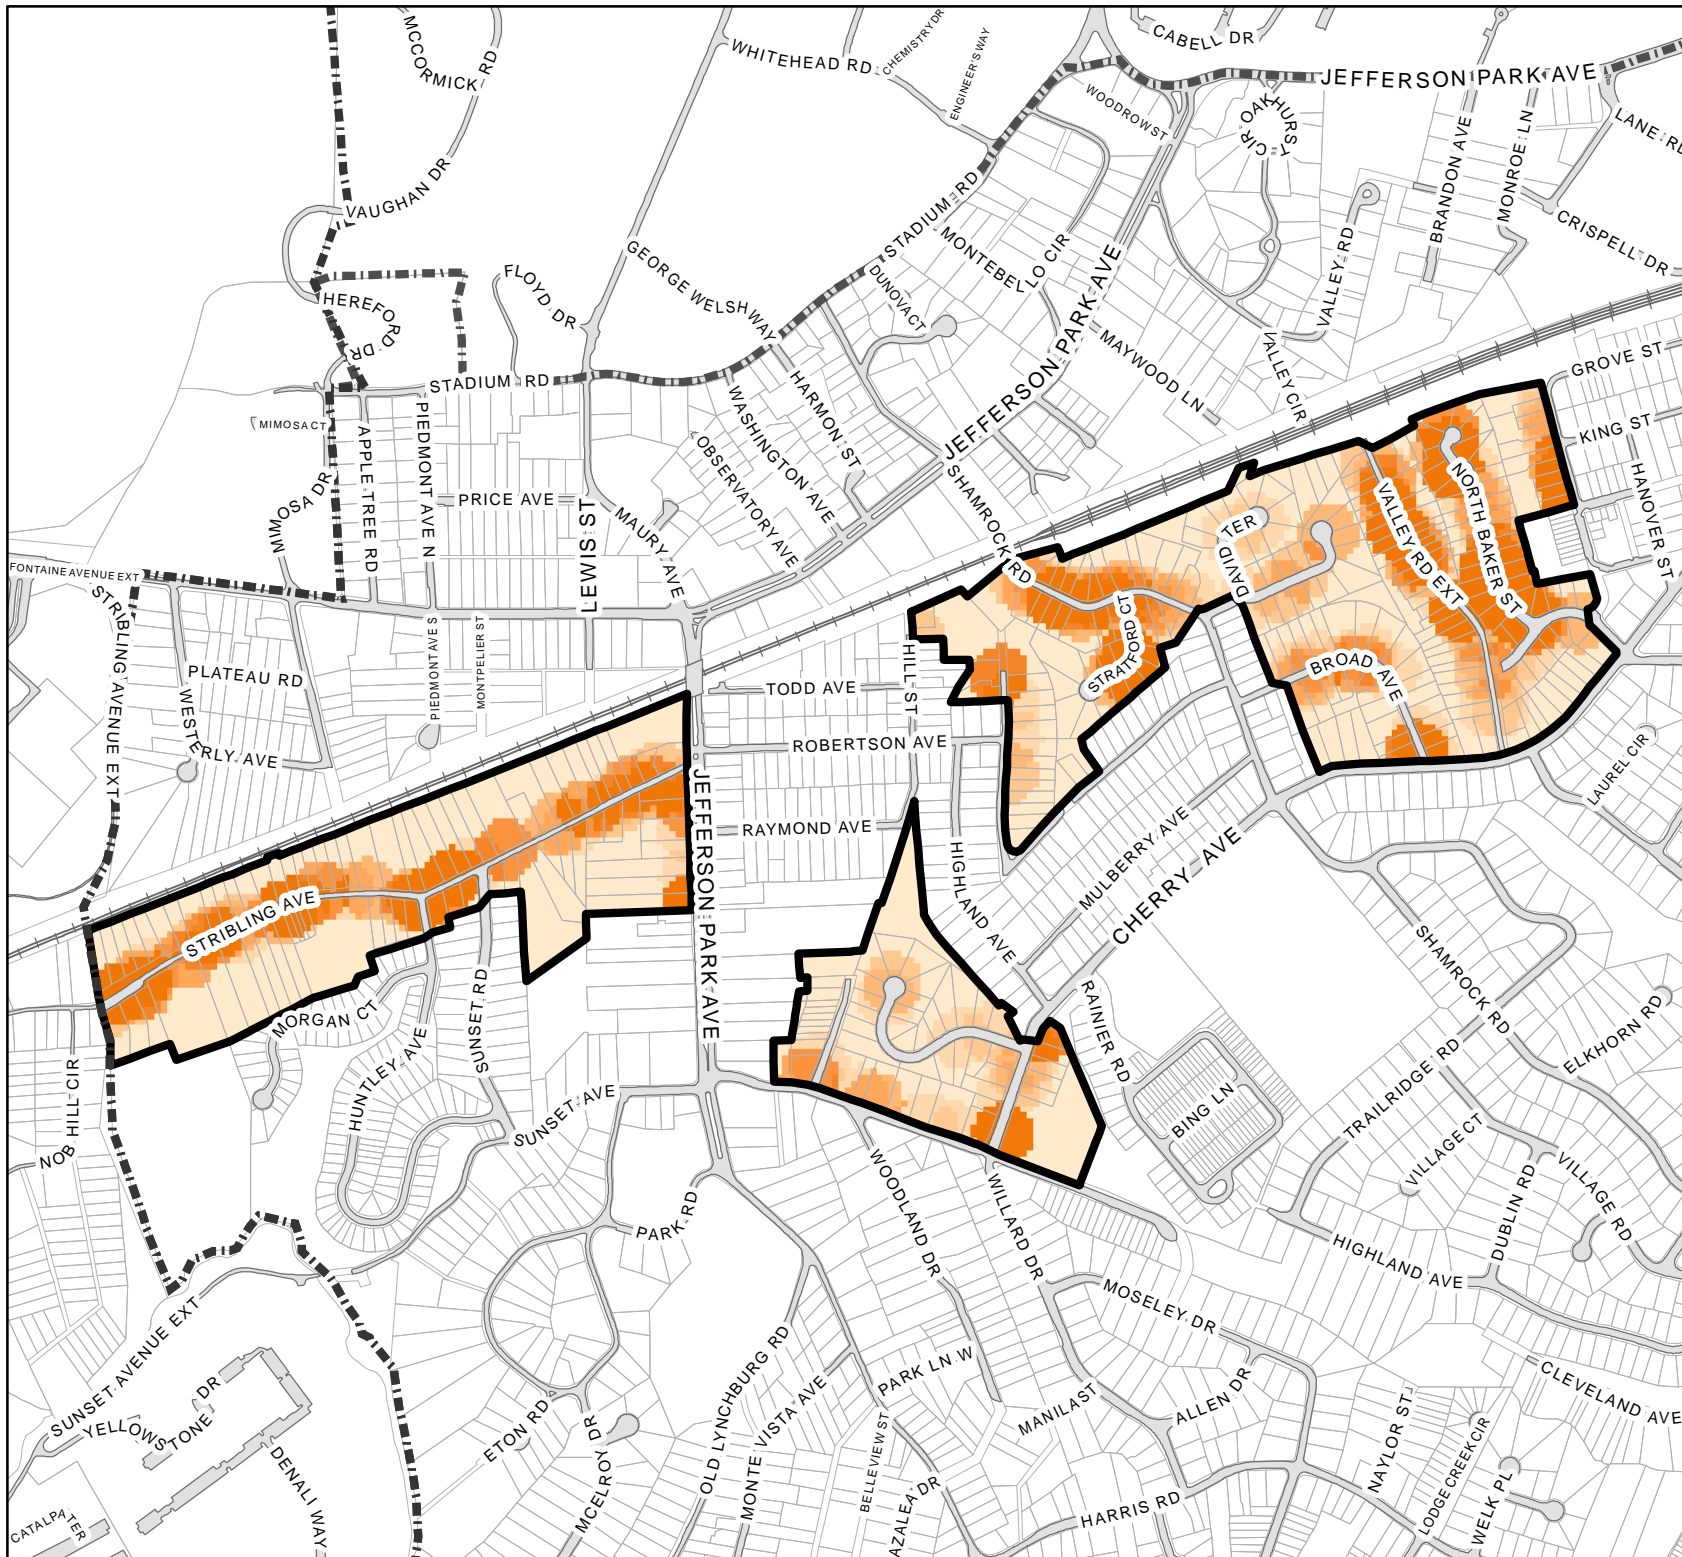 MCCORMICK RD
WHITEHEAD RD
CHEMISTRY DR
ENGINEER'S WAY
CABELL DR
JEFFERSON PARK AVE
WOODROW ST
OAKHURST CIR
LANE RD
BRANDON AVE
MONROE LN
CRISPELL DR
VALLEY RD
VAUGHAN DR
STADIUM RD
MONTEBELLO CIR
GEORGE WELSH WAY
FLOYD DR
HEREFORD DR
DUNOVA CT
JEFFERSON PARK AVE
MAYWOOD LN
VALLEY CIR
GROVE ST
KING ST
HANOVER ST
STADIUM RD
MIMOSA CT
APPLE TREE RD
PIEDMONT AVE N
WASHINGTON AVE
HARMON ST
OBSERVATORY AVE
MIMOSA DR
PRICE AVE
LEWIS ST
MAURY AVE
SHAMROCK RD
DAVID TER
VALLEY RD EXT
NORTH BAKER ST
FONTAINE AVENUE EXT
STRIBLING AVENUE EXT
PLATEAU RD
WESTERLY AVE
PIEDMONT AVE S
MONTPELIER ST
TODD AVE
HILL ST
STRATFORD CT
BROAD AVE
ROBERTSON AVE
LAUREL CIR
RAYMOND AVE
JEFFERSON PARK AVE
HIGHLAND AVE
MULBERRY AVE
CHERRY AVE
STRIBLING AVE
MORGAN CT
SUNSET RD
HUNTLEY AVE
SHAMROCK RD
ELKHORN RD
RAINIER RD
BING LN
TRAILRIDGE RD
VILLAGE CT
VILLAGE RD
DUBLIN RD
NOB HILL CIR
SUNSET AVE
PARK RD
WOODLAND DR
WILLARD DR
HIGHLAND AVE
MOSELEY DR
SUNSET AVENUE EXT
YELLOWSTONE DR
DENALI WAY
CATALPA TER
ETON RD
MCELROY DR
OLD LYNCHBURG RD
MONTE VISTA AVE
PARK LN W
BELLEVIEW ST
AZALEA DR
MANILA ST
ALLEN DR
HARRIS RD
NAYLOR ST
LODGE CREEK CIR
WELK PL
CLEVELAND AVE